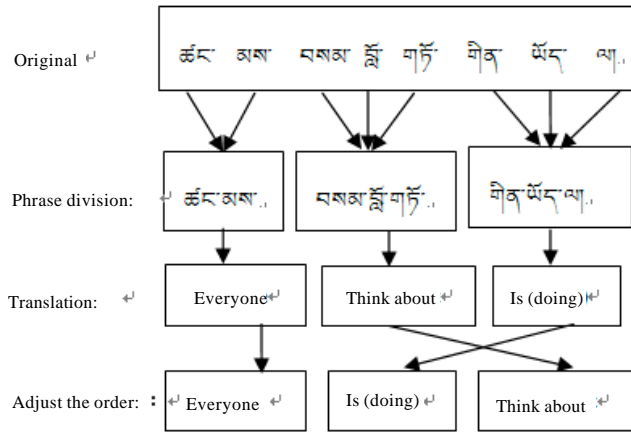 Original ཚང་ མས་ བསམ་ བློ་ གཏོ་ གིན་ ཡོད་ ལ།
Phrase division: ཚང་མས་ བསམ་བློ་གཏོ་ གིན་ཡོད་ལ།
Translation: Everyone Think about Is (doing)
Adjust the order: : Everyone Is (doing) Think about